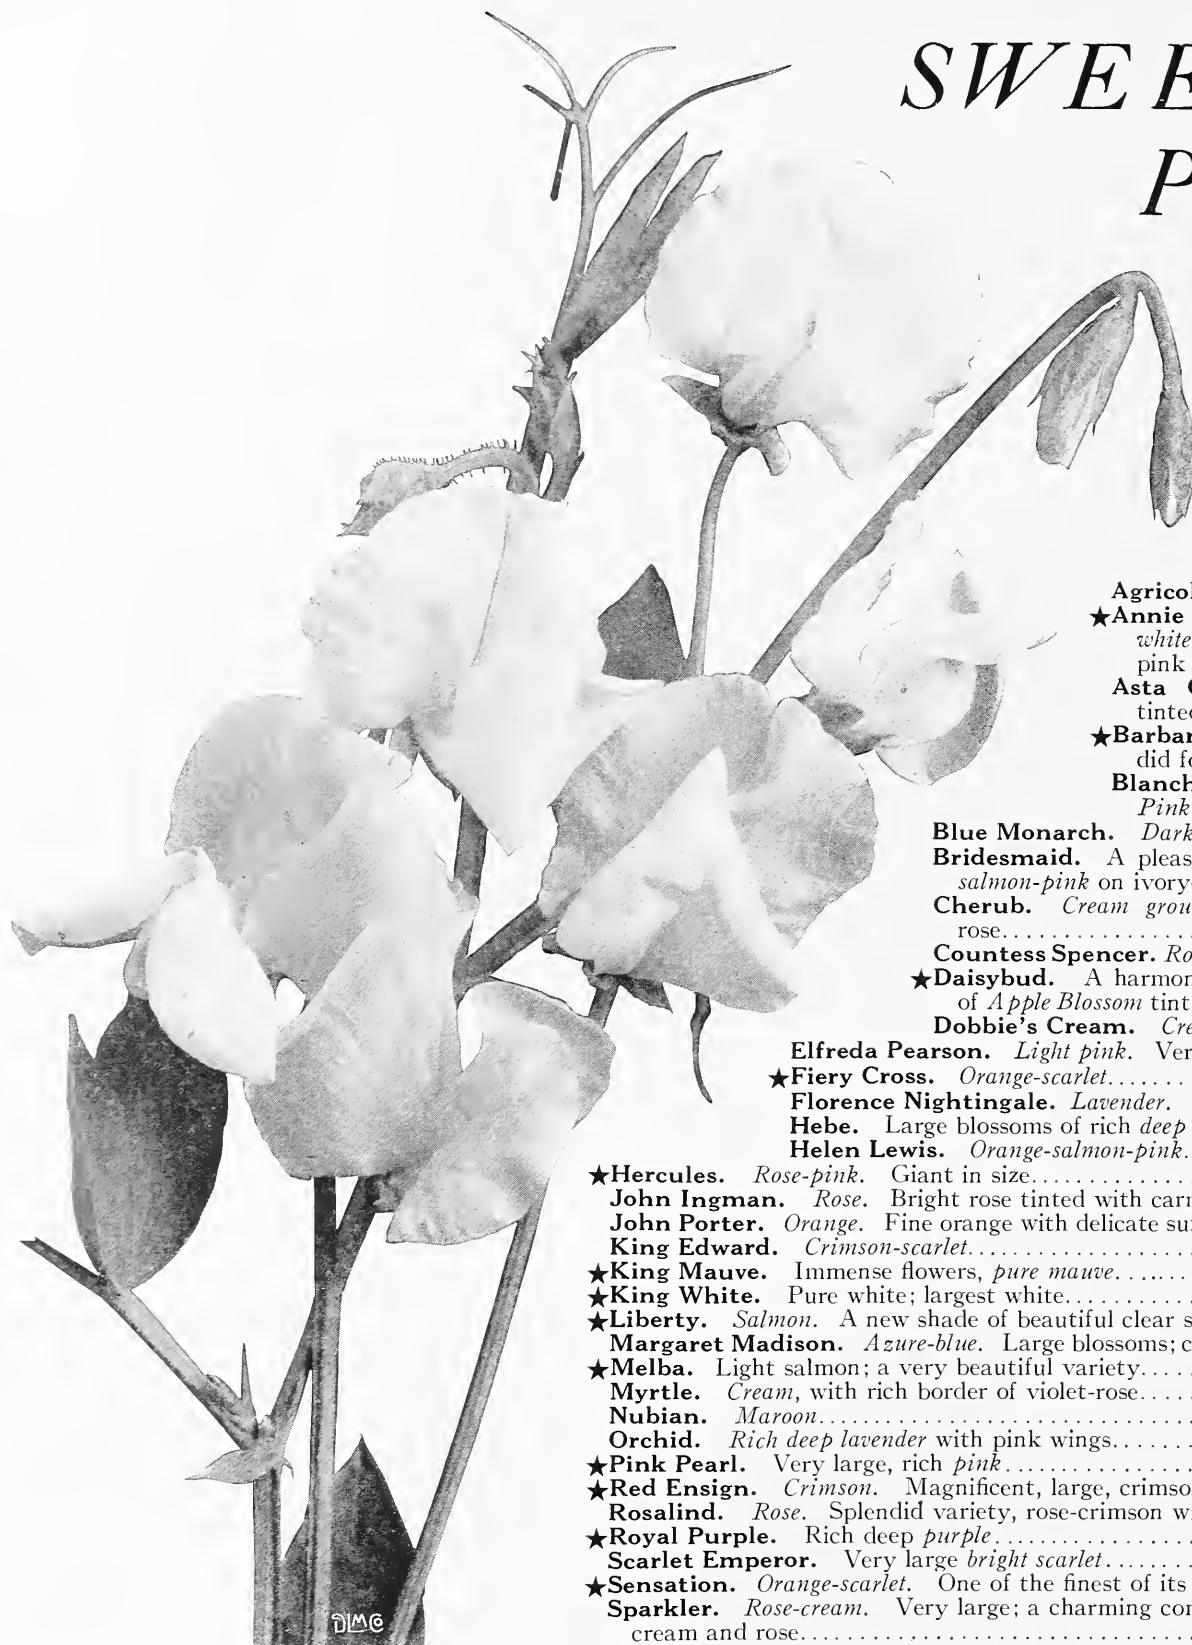 SWEE
P
Agricol
★Annie
white
pink
Asta
tinted
★Barbar
did fo
Blanch
Pink
Blue Monarch. Dark
Bridesmaid. A pleas
salmon-pink on ivory-
Cherub. Cream grou
rose....................
Countess Spencer. Ro
★Daisybud. A harmon
of Apple Blossom tint
Dobbie's Cream. Cre
Elfreda Pearson. Light pink. Ver
★Fiery Cross. Orange-scarlet........
Florence Nightingale. Lavender.
Hebe. Large blossoms of rich deep
Helen Lewis. Orange-salmon-pink.
★Hercules. Rose-pink. Giant in size...............
John Ingman. Rose. Bright rose tinted with carr
John Porter. Orange. Fine orange with delicate su
King Edward. Crimson-scarlet.....................
★King Mauve. Immense flowers, pure mauve.........
★King White. Pure white; largest white............
★Liberty. Salmon. A new shade of beautiful clear s
Margaret Madison. Azure-blue. Large blossoms; c
★Melba. Light salmon; a very beautiful variety.....
Myrtle. Cream, with rich border of violet-rose.....
Nubian. Maroon...................................
Orchid. Rich deep lavender with pink wings........
★Pink Pearl. Very large, rich pink.................
★Red Ensign. Crimson. Magnificent, large, crimso
Rosalind. Rose. Splendid variety, rose-crimson w
★Royal Purple. Rich deep purple...................
Scarlet Emperor. Very large bright scarlet........
★Sensation. Orange-scarlet. One of the finest of its
Sparkler. Rose-cream. Very large; a charming co
cream and rose....................................
DLMCo